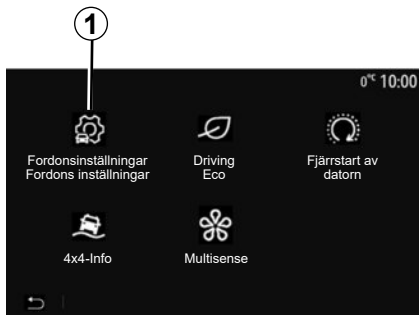 1
0°C 10:00
Fordonsinställningar
Fordons inställningar
Driving
Eco
Fjärrstart av
datorn
4x4-Info
Multisense